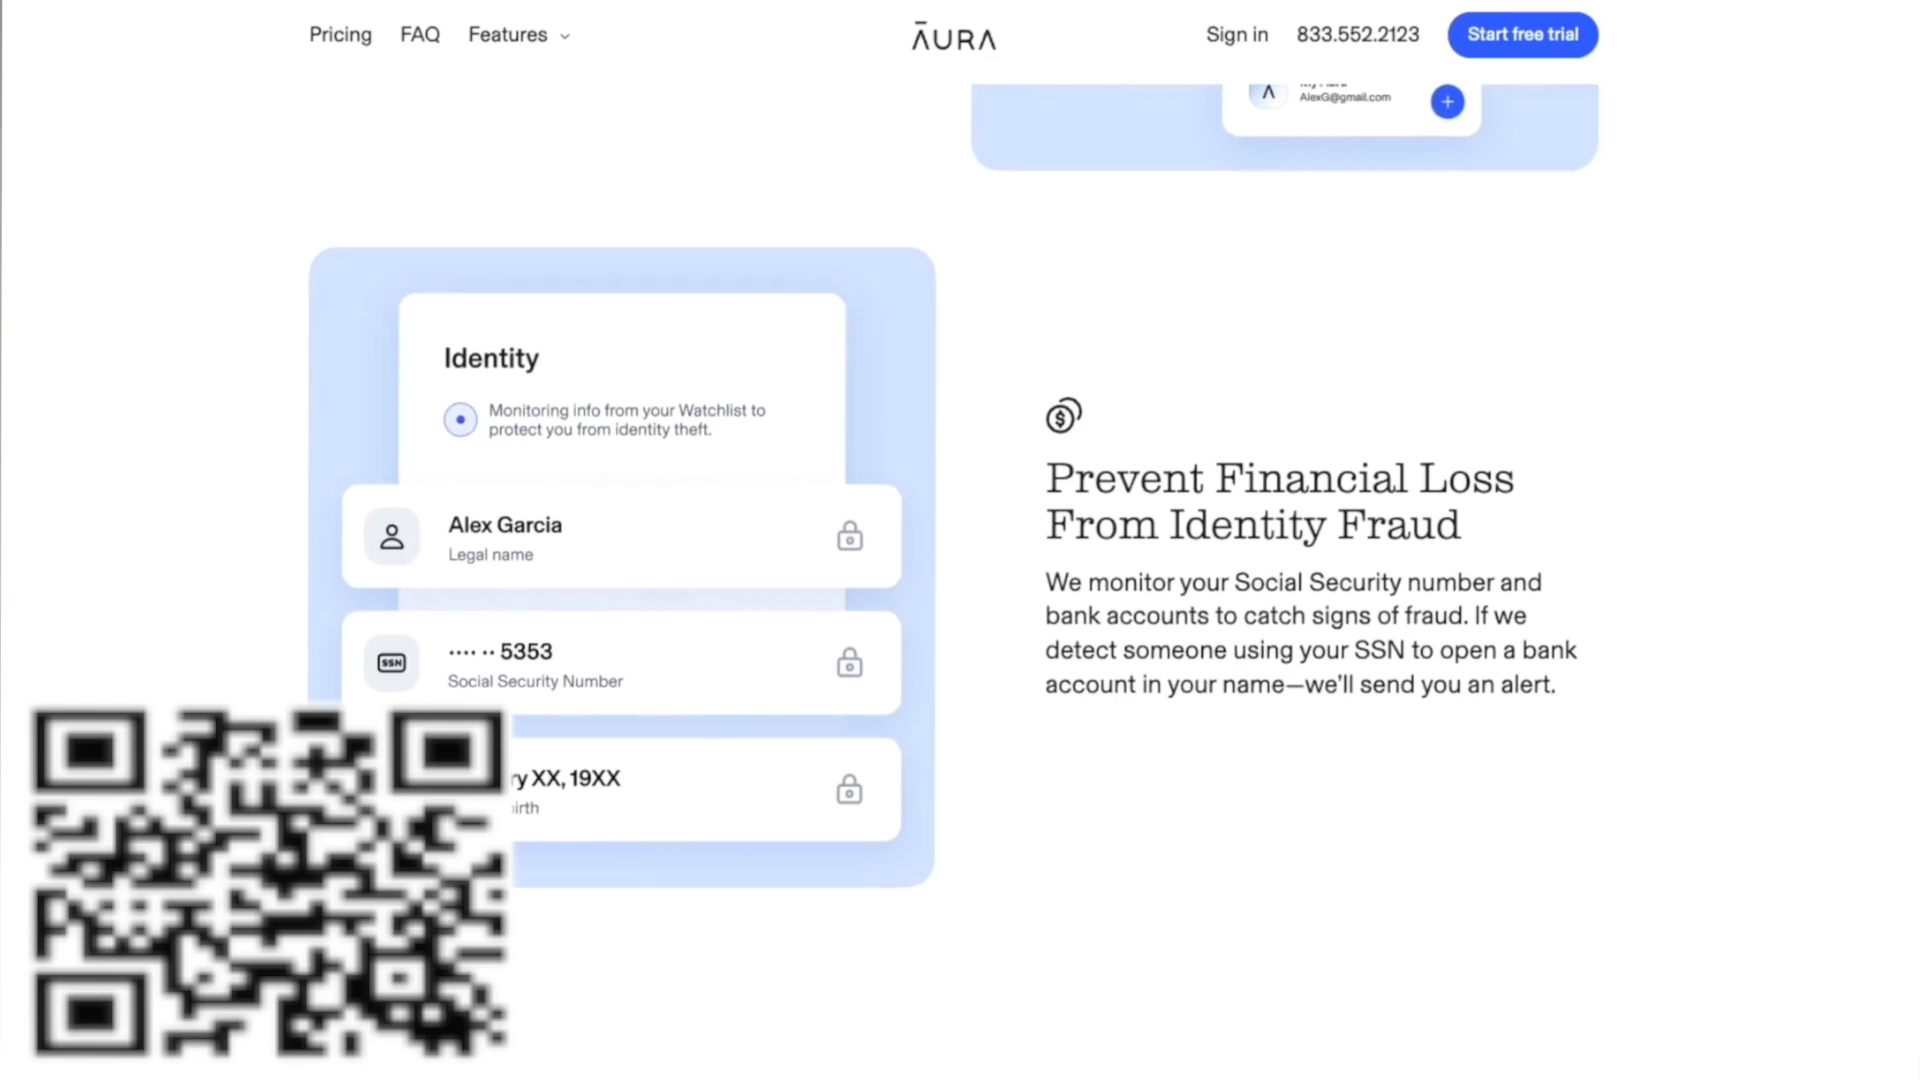 Pricing FAQ Features
ĀURA
Sign in 833.552.2123 Start free trial
AlexG@gmail.com
Identity
Monitoring info from your Watchlist to
protect you from identity theft.
Alex Garcia
Legal name
SSN
···· ·· 5353
Social Security Number
ry XX, 19XX
irth
Prevent Financial Loss
From Identity Fraud
We monitor your Social Security number and
bank accounts to catch signs of fraud. If we
detect someone using your SSN to open a bank
account in your name—we'll send you an alert.